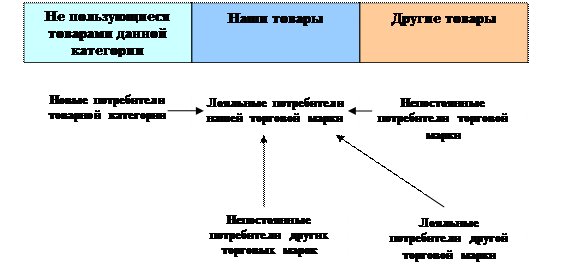 Не пользующиеся
товарами данной
категории
Наши товары
Другие товары
Новые потребители
товарной категории
Лояльные потребители
нашей торговой марки
Непостоянные
потребители торговой
марки
Непостоянные
потребители других
торговых марок
Лояльные
потребители другой
торговой марки